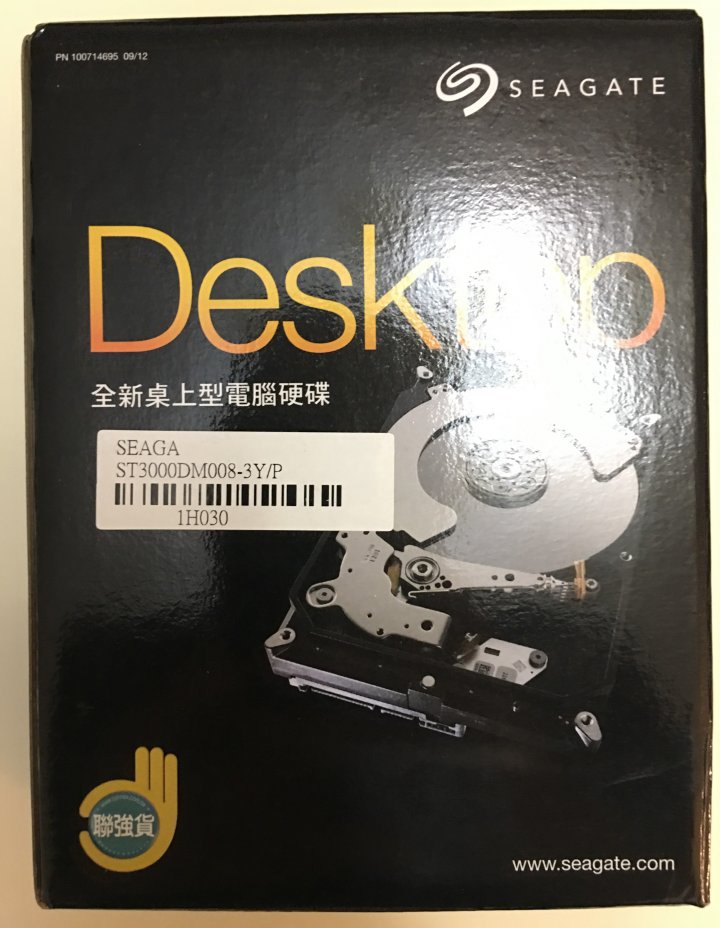 PN 100714695 09/12
SEAGATE
Desktop
全新桌上型電腦硬碟
SEAGA
ST3000DM008-3Y/P
1H030
聯強貨
www.seagate.com